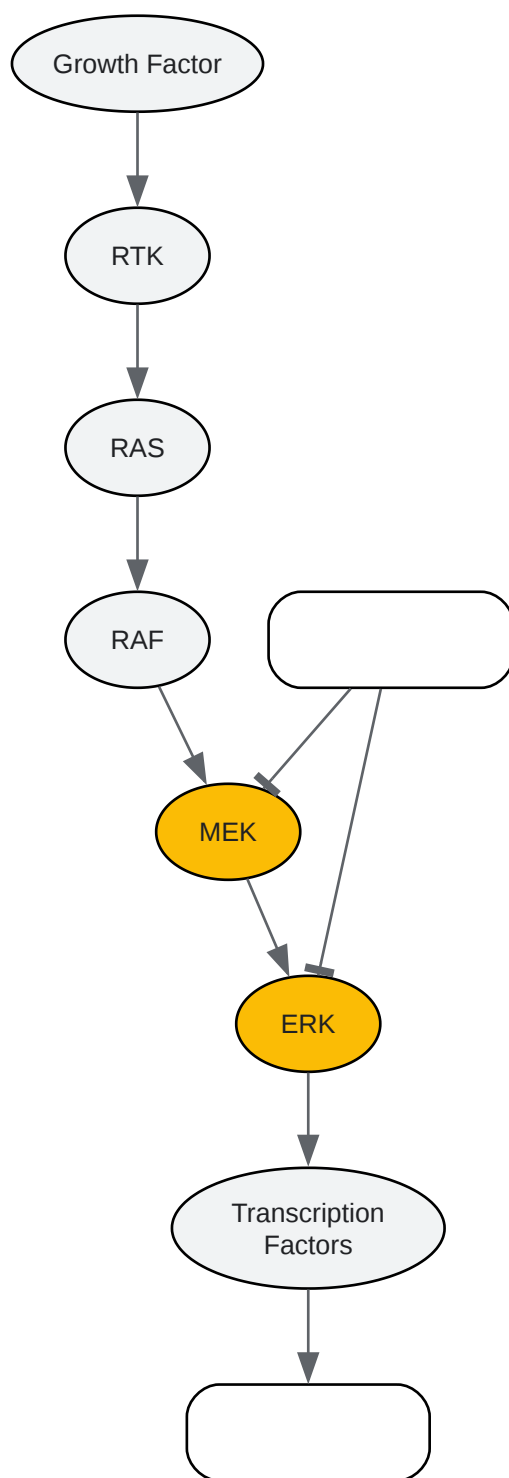 Growth Factor
RTK
RAS
RAF
MEK
ERK
Transcription
Factors